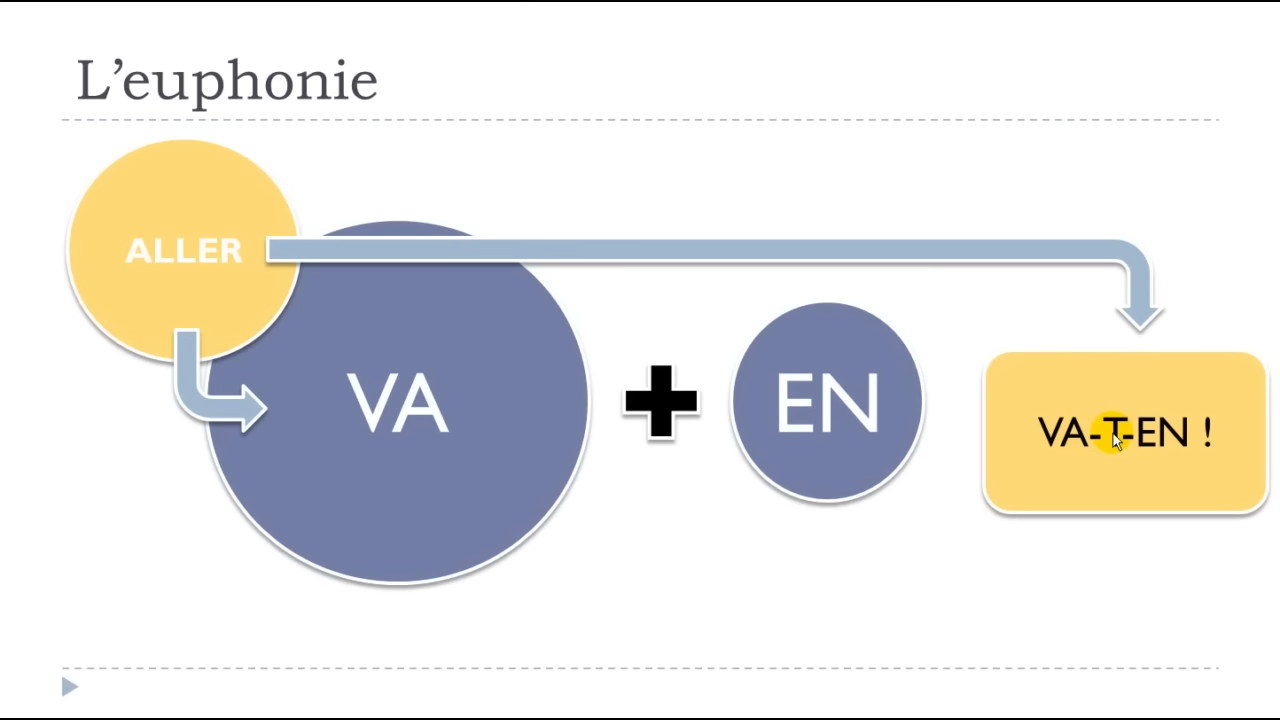 L’euphonie
ALLER
VA
EN
VA-T-EN !